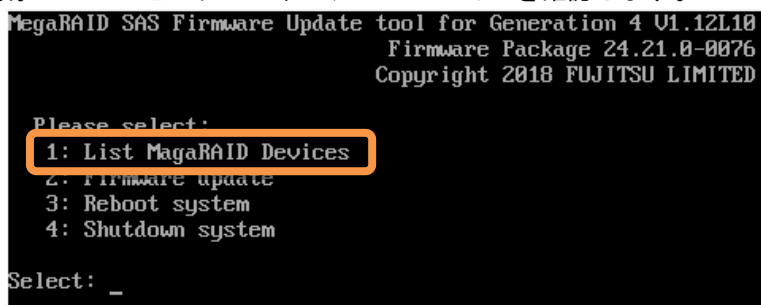 MegaRAID SAS Firmware Update tool for Generation 4 V1.12L10
Firmware Package 24.21.0-0076
Copyright 2018 FUJITSU LIMITED
Please select:
1: List MagaRAID Devices
2: Firmware update
3: Reboot system
4: Shutdown system
Select: _